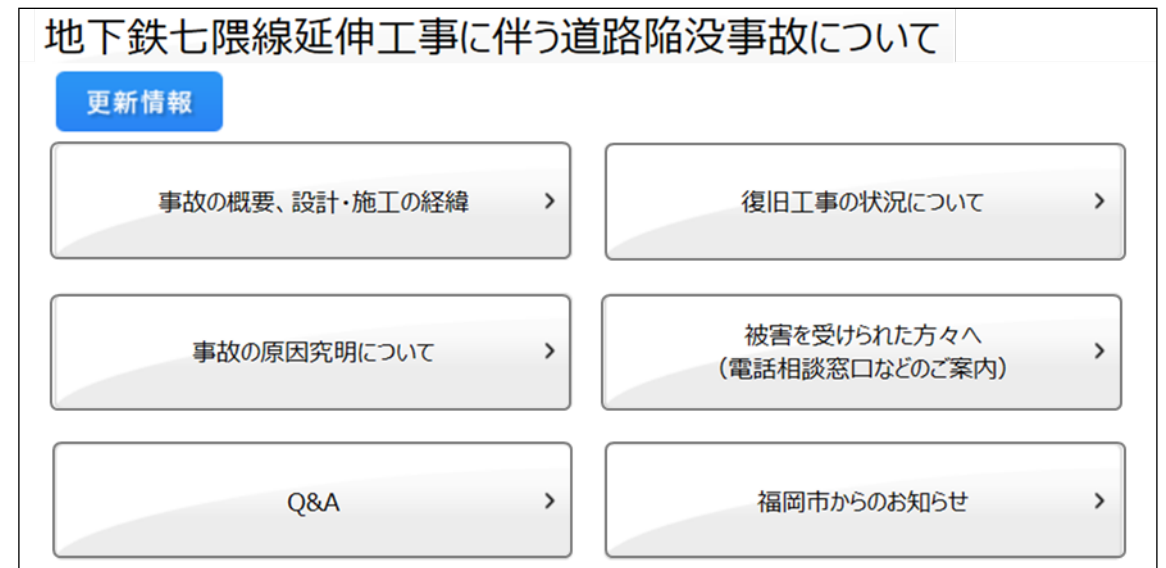 地下鉄七隈線延伸工事に伴う道路陥没事故について
更新情報
事故の概要、設計・施工の経緯
復旧工事の状況について
事故の原因究明について
被害を受けられた方々へ
（電話相談窓口などのご案内）
Q&A
福岡市からのお知らせ